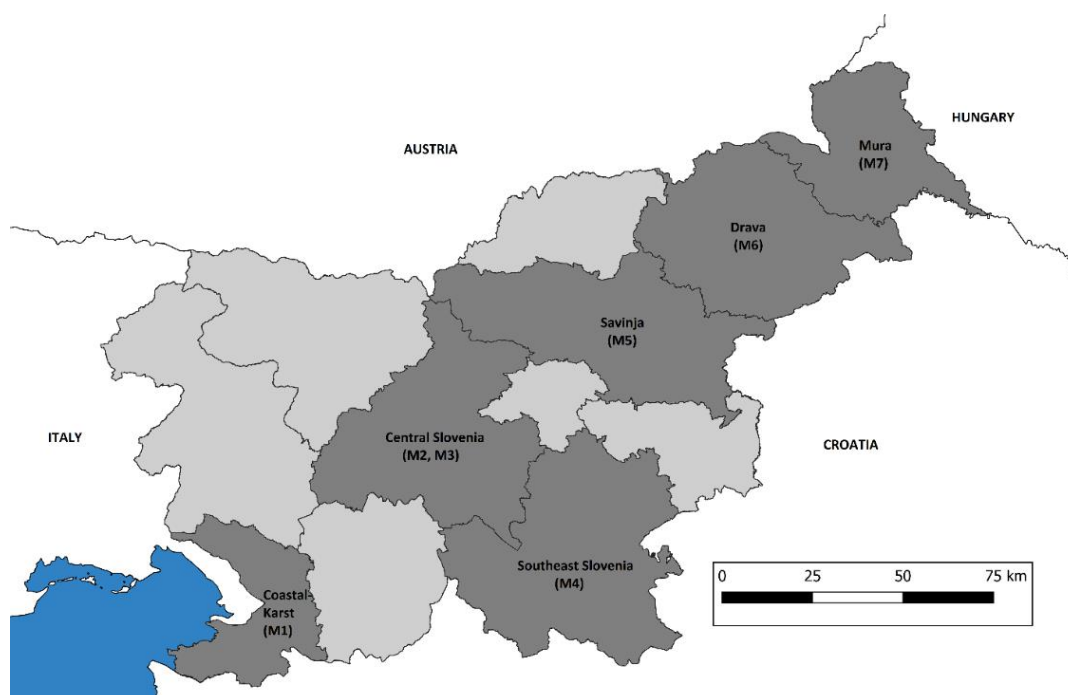 AUSTRIA
HUNGARY
Mura
(M7)
Drava
(M6)
Savinja
(M5)
ITALY
Central Slovenia
(M2, M3)
CROATIA
Southeast Slovenia
(M4)
0 25 50 75 km
Coastal-
Karst
(M1)